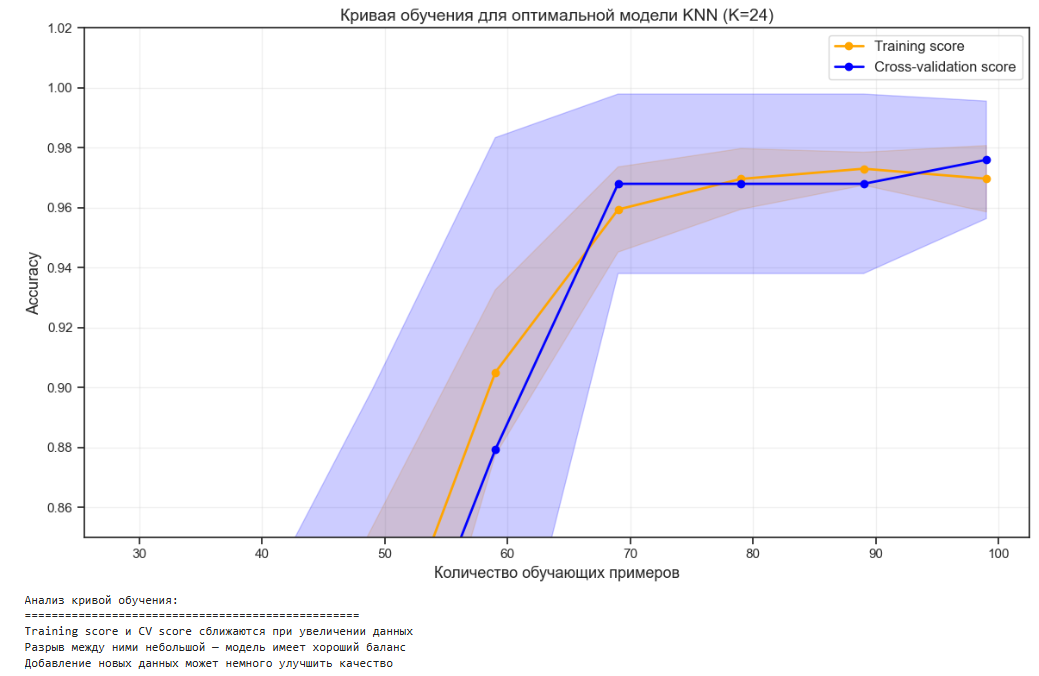 Кривая обучения для оптимальной модели KNN (K=24)
Training score
Cross-validation score
1.02
1.00
0.98
0.96
0.94
0.92
0.90
0.88
0.86
Accuracy
30 40 50 60 70 80 90 100
Количество обучающих примеров
Анализ кривой обучения:
==================================================
Training score и CV score сближаются при увеличении данных
Разрыв между ними небольшой — модель имеет хороший баланс
Добавление новых данных может немного улучшить качество